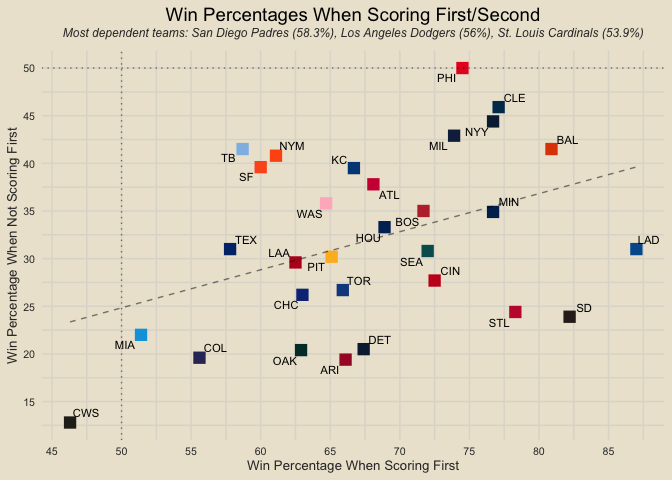 Win Percentages When Scoring First/Second
Most dependent teams: San Diego Padres (58.3%), Los Angeles Dodgers (56%), St. Louis Cardinals (53.9%)
Win Percentage When Not Scoring First
50
45
40
35
30
25
20
15
PHI
CLE
NYY
MIL
BAL
TB
NYM
SF
KC
ATL
WAS
BOS
MIN
HOU
TEX
LAA
PIT
SEA
LAD
CIN
TOR
CHC
STL
SD
MIA
COL
OAK
DET
ARI
CWS
45 50 55 60 65 70 75 80 85
Win Percentage When Scoring First